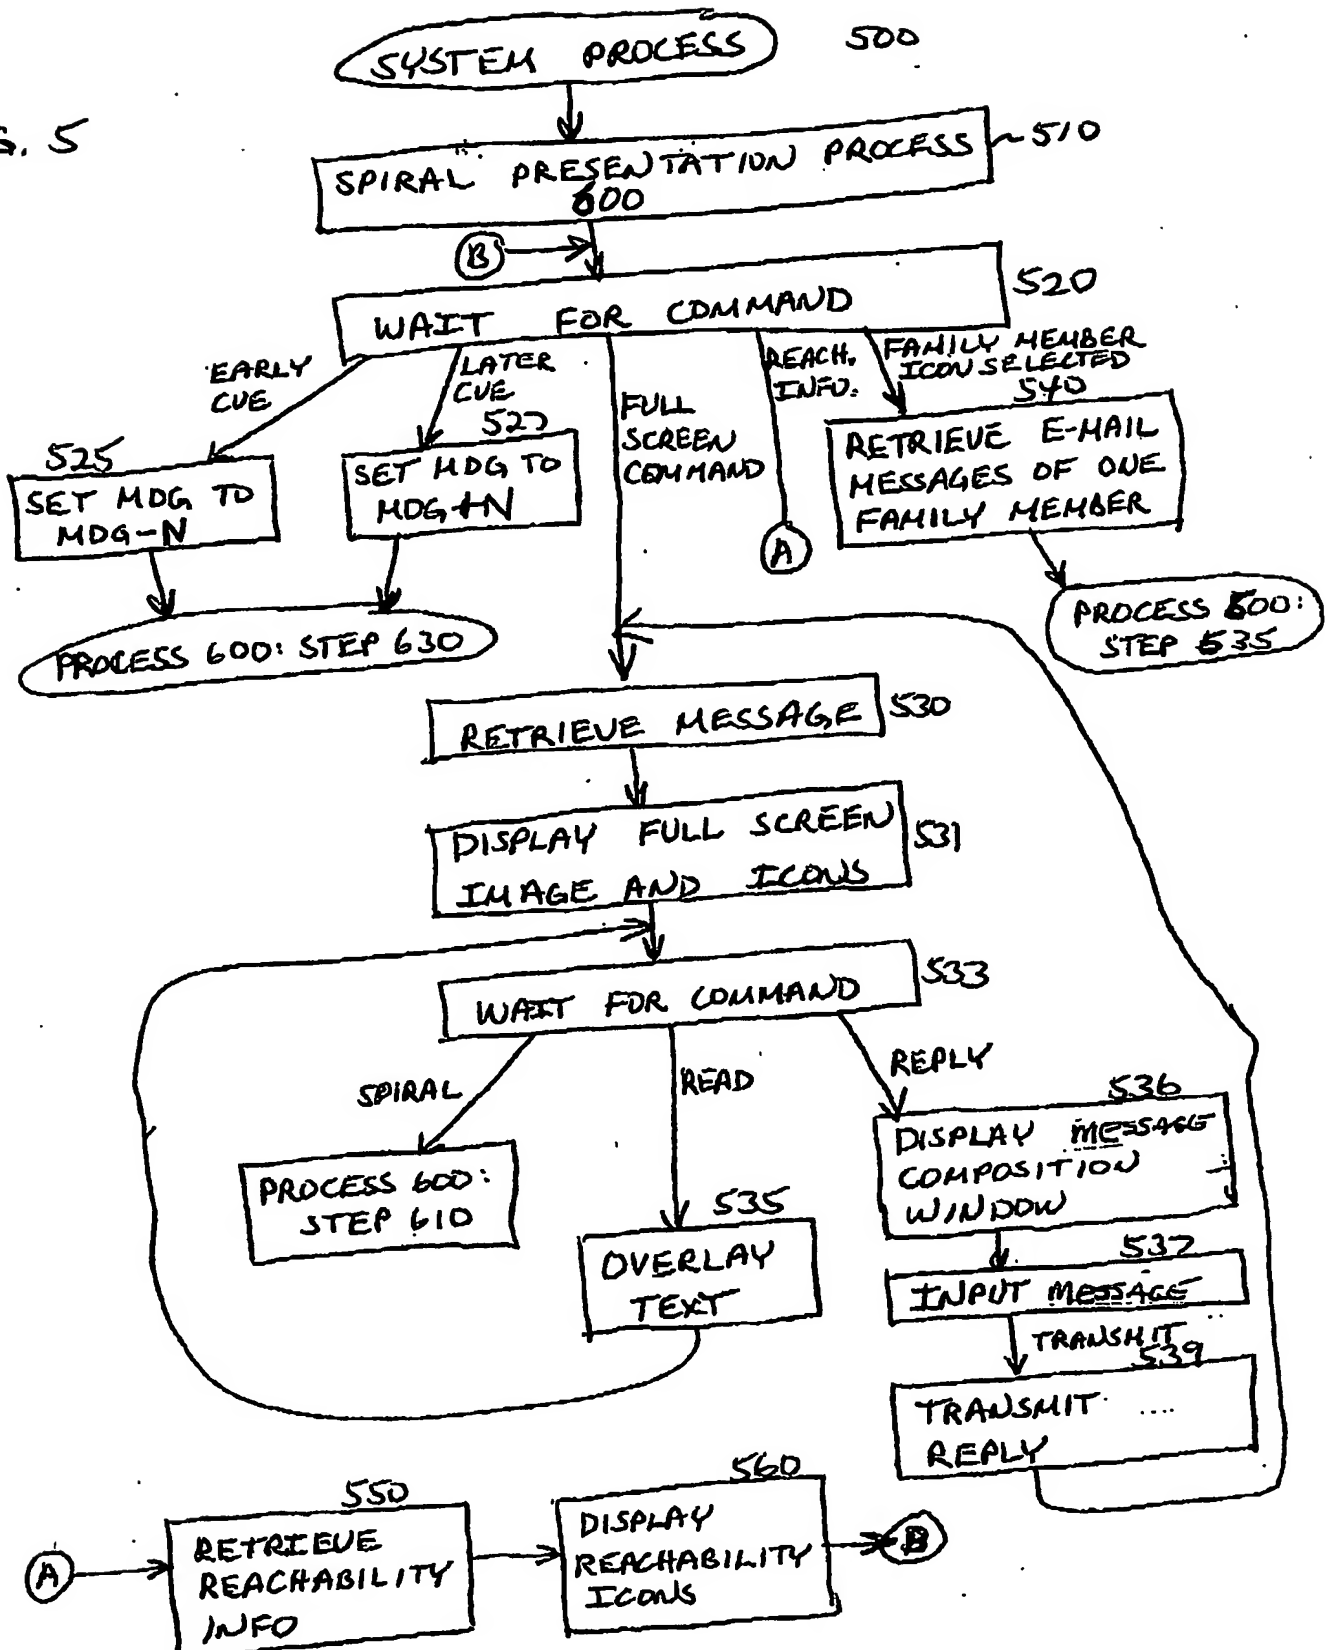 SYSTEM PROCESS
500
G. 5
SPIRAL PRESENTATION PROCESS
600
510
B
WAIT FOR COMMAND
520
EARLY
CUE
LATER
CUE
FULL
SCREEN
COMMAND
REACH.
INFO.
FAMILY MEMBER
ICON SELECTED
525
SET MDG TO
MDG-N
527
SET MDG TO
MDG+N
A
540
RETRIEVE E-MAIL
MESSAGES OF ONE
FAMILY MEMBER
PROCESS 600: STEP 630
PROCESS 600:
STEP 635
RETRIEVE MESSAGE
530
DISPLAY FULL SCREEN
IMAGE AND ICONS
531
WAIT FOR COMMAND
533
SPIRAL
READ
REPLY
PROCESS 600:
STEP 610
535
OVERLAY
TEXT
536
DISPLAY MESSAGE
COMPOSITION
WINDOW
537
INPUT MESSAGE
TRANSMIT
539
TRANSMIT
REPLY
A
550
RETRIEVE
REACHABILITY
INFO
560
DISPLAY
REACHABILITY
ICONS
B